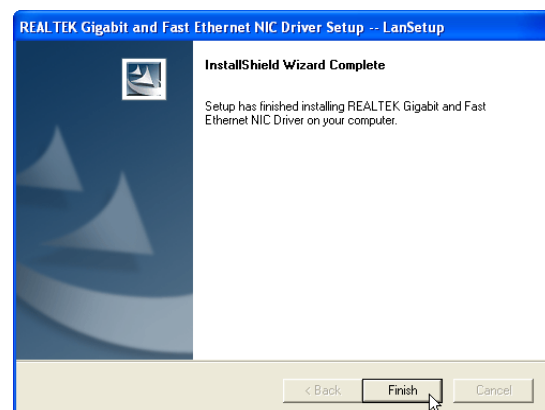 REALTEK Gigabit and Fast Ethernet NIC Driver Setup -- LanSetup
InstallShield Wizard Complete
Setup has finished installing REALTEK Gigabit and Fast
Ethernet NIC Driver on your computer.
< Back
Finish
Cancel